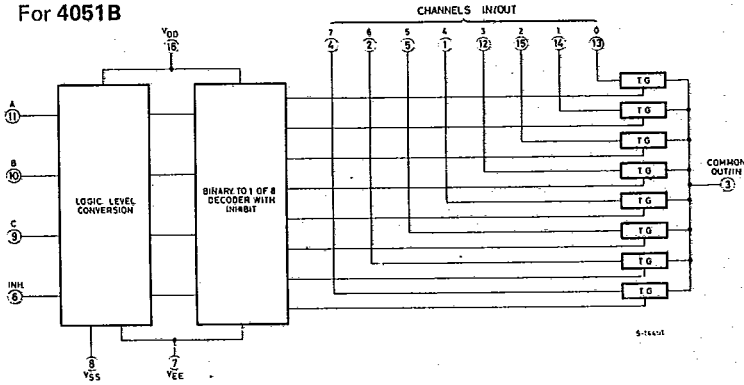 For 4051B
CHANNELS IN/OUT
7 6 5 4 3 2 1 0
4 2 5 1 12 15 14 13
VDD
16
TG
TG
TG
TG
TG
TG
TG
TG
A
11
B
10
C
9
INH.
6
LOGIC LEVEL
CONVERSION
BINARY TO 1 OF 8
DECODER WITH
INHIBIT
COMMON
OUT/IN
3
8
VSS
7
VEE